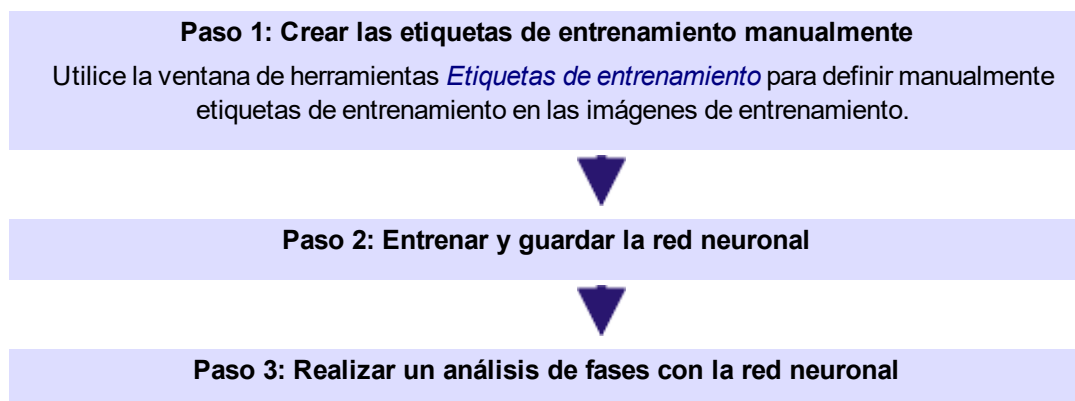 Paso 1: Crear las etiquetas de entrenamiento manualmente
Utilice la ventana de herramientas Etiquetas de entrenamiento para definir manualmente
etiquetas de entrenamiento en las imágenes de entrenamiento.
Paso 2: Entrenar y guardar la red neuronal
Paso 3: Realizar un análisis de fases con la red neuronal